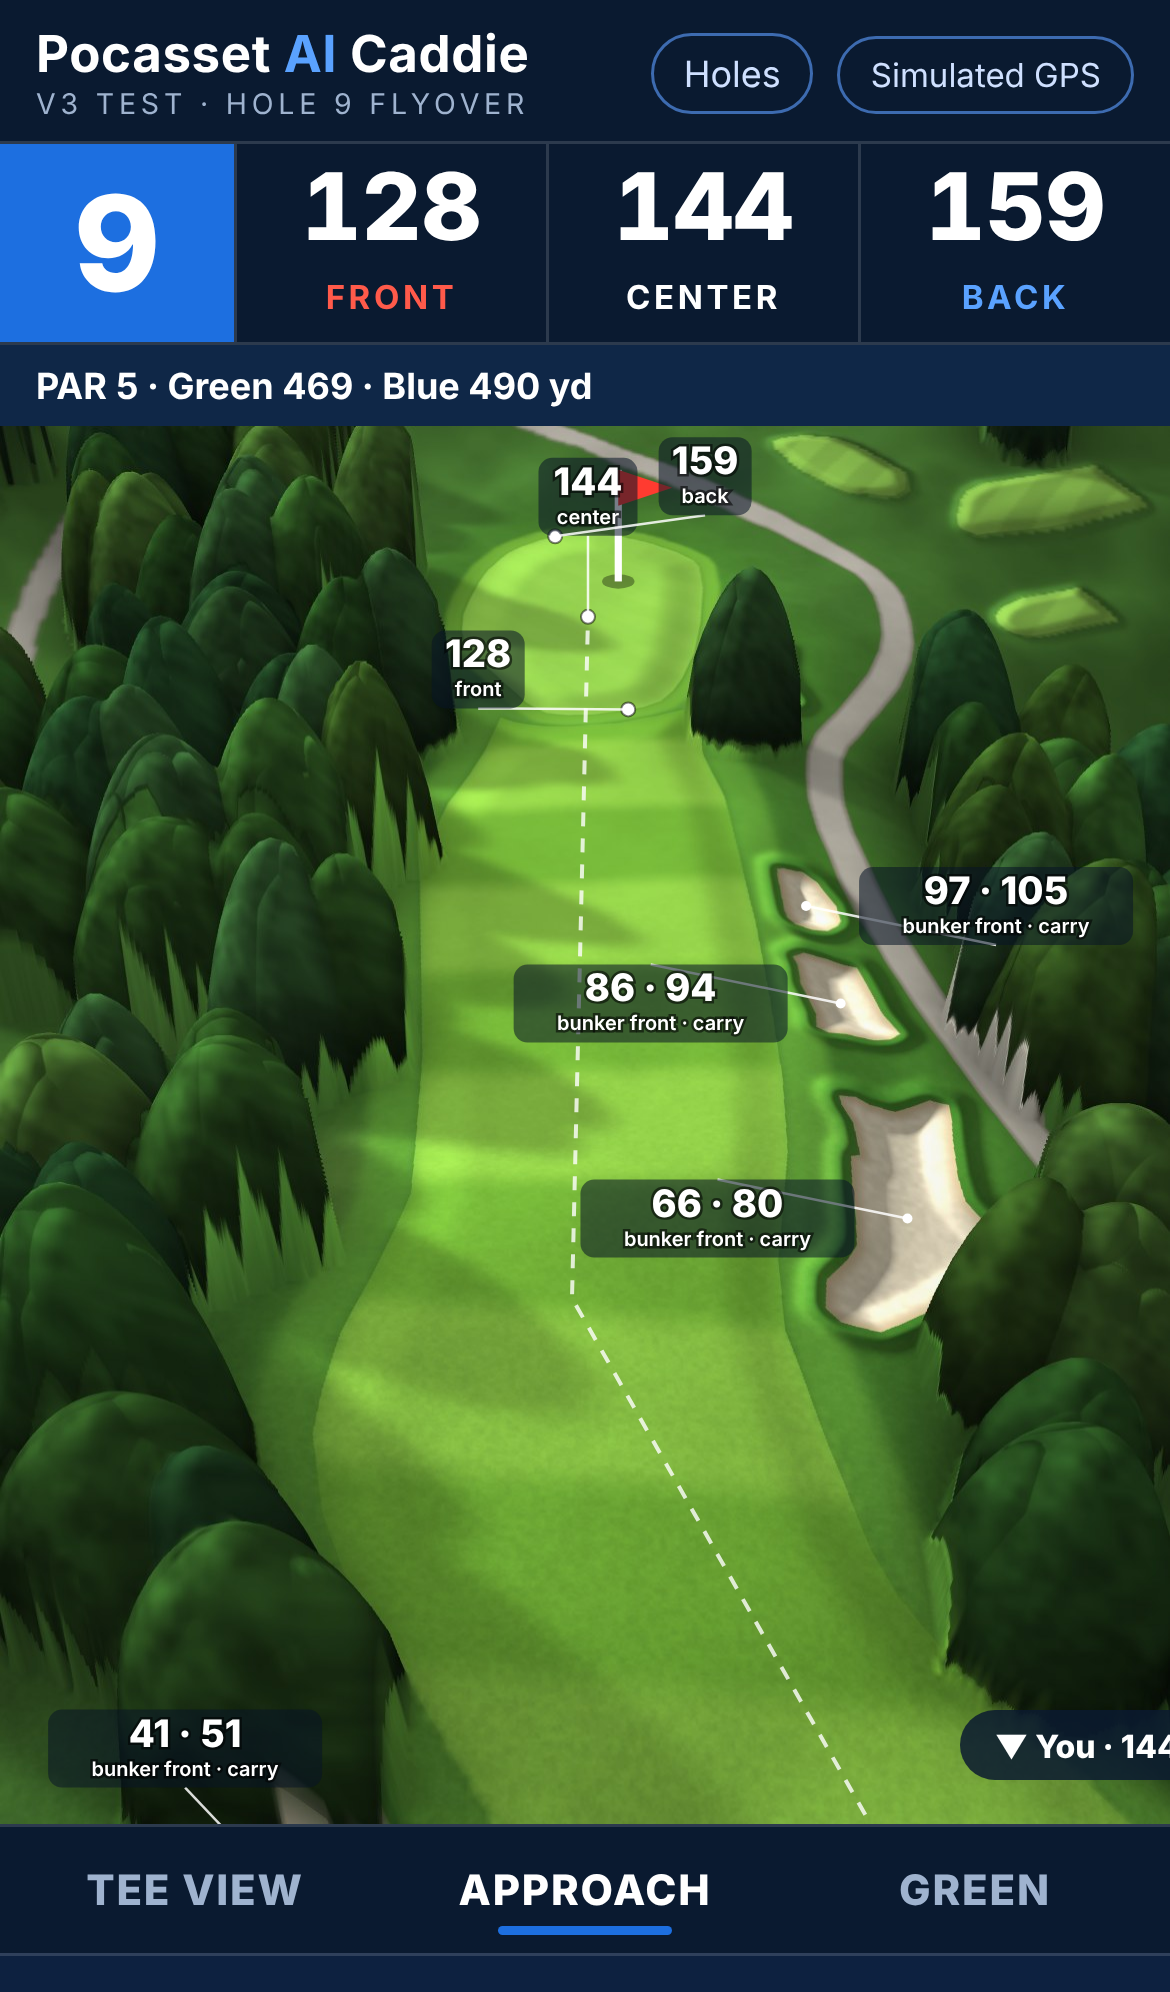 Pocasset AI Caddie
V3 TEST · HOLE 9 FLYOVER
Holes
Simulated GPS
9
128
FRONT
144
CENTER
159
BACK
PAR 5 · Green 469 · Blue 490 yd
159
back
144
center
128
front
97 · 105
bunker front · carry
86 · 94
bunker front · carry
66 · 80
bunker front · carry
41 · 51
bunker front · carry
▼ You · 144
TEE VIEW
APPROACH
GREEN